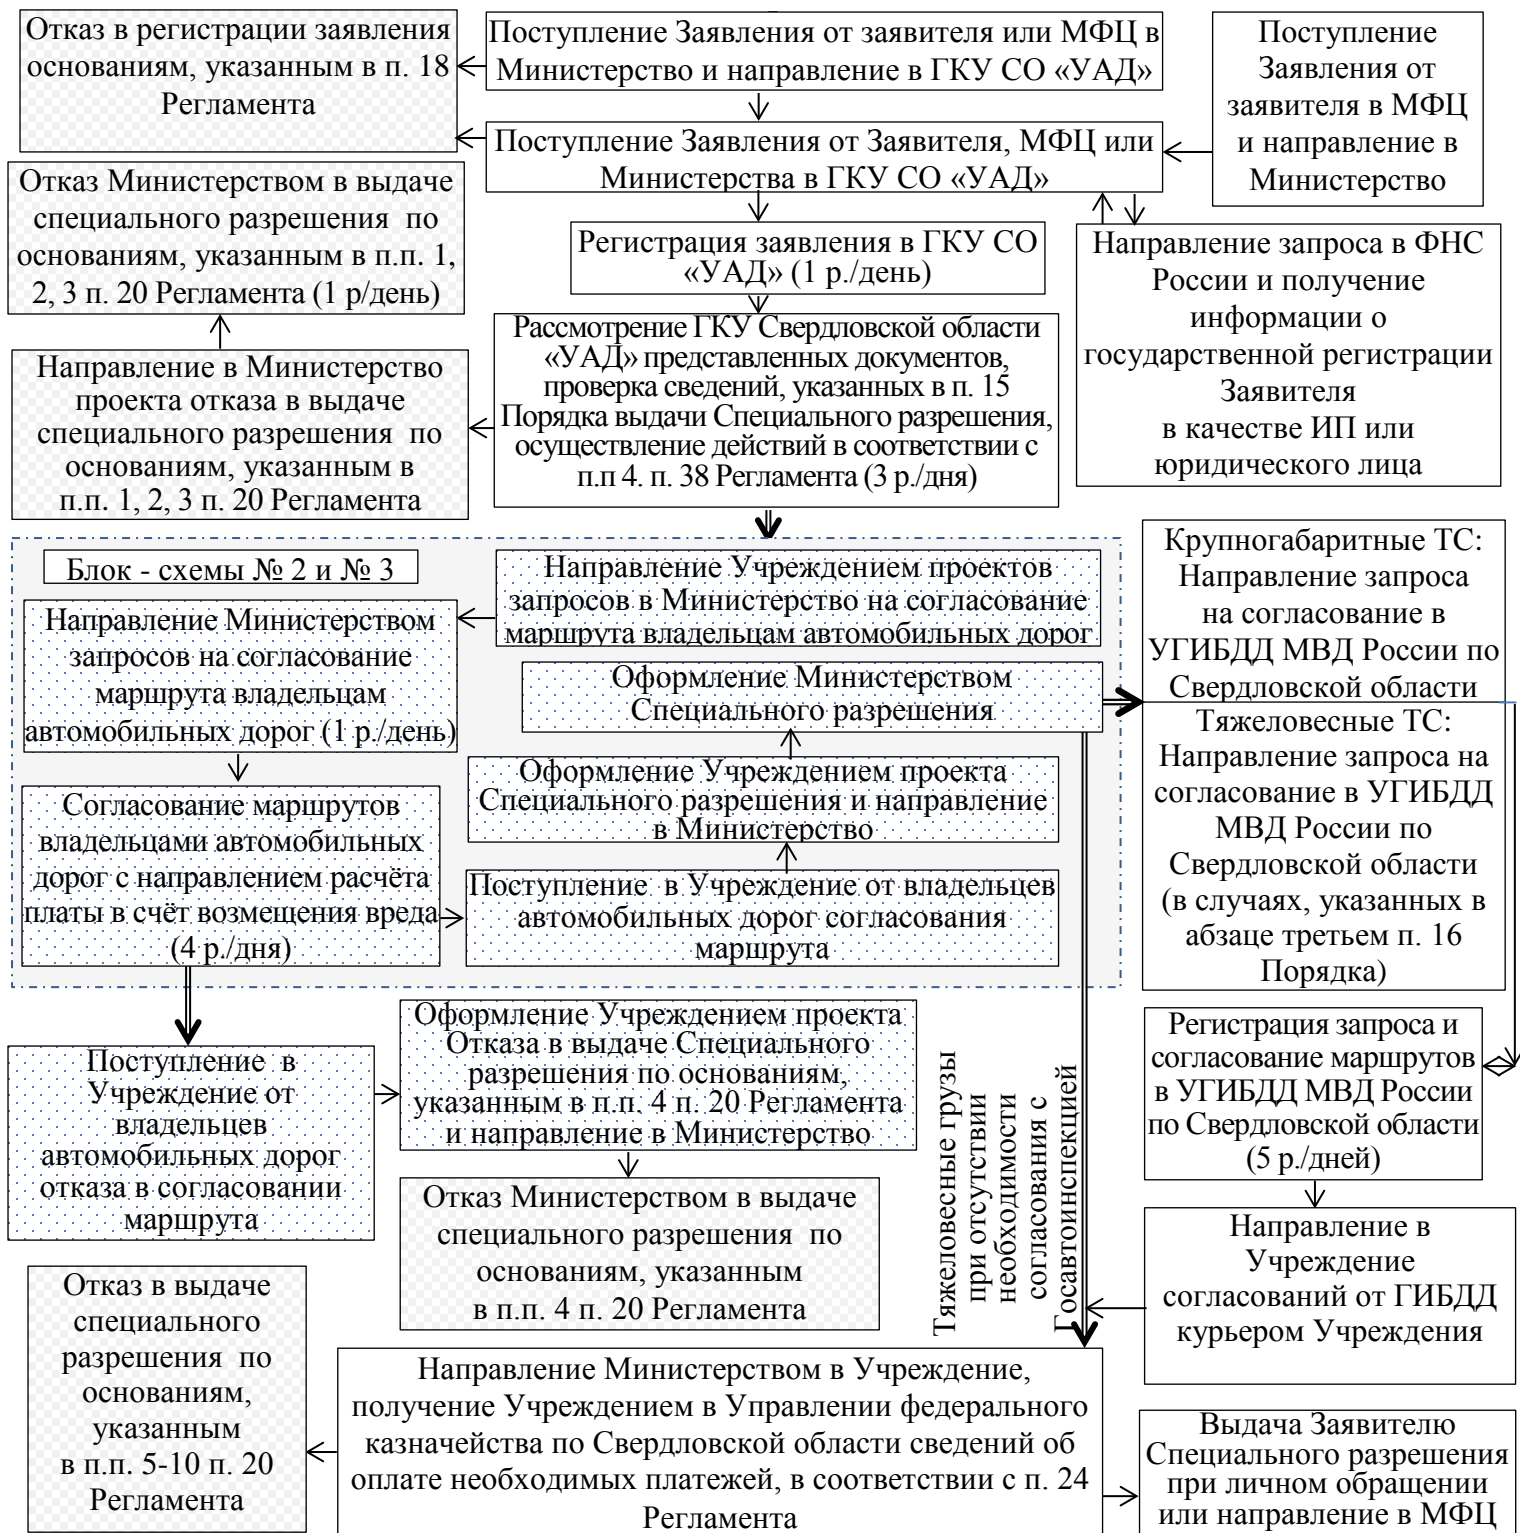 Отказ в регистрации заявления
основаниям, указанным в п. 18
Регламента
Поступление Заявления от заявителя или МФЦ в
Министерство и направление в ГКУ СО «УАД»
Поступление
Заявления от
заявителя в МФЦ
и направление в
Министерство
Поступление Заявления от Заявителя, МФЦ или
Министерства в ГКУ СО «УАД»
Отказ Министерством в выдаче
специального разрешения по
основаниям, указанным в п.п. 1,
2, 3 п. 20 Регламента (1 р/день)
Регистрация заявления в ГКУ СО
«УАД» (1 р./день)
Направление запроса в ФНС
России и получение
информации о
государственной регистрации
Заявителя
в качестве ИП или
юридического лица
Рассмотрение ГКУ Свердловской области
«УАД» представленных документов,
проверка сведений, указанных в п. 15
Порядка выдачи Специального разрешения,
осуществление действий в соответствии с
п.п 4. п. 38 Регламента (3 р./дня)
Направление в Министерство
проекта отказа в выдаче
специального разрешения по
основаниям, указанным в
п.п. 1, 2, 3 п. 20 Регламента
Блок - схемы № 2 и № 3
Направление Учреждением проектов
запросов в Министерство на согласование
маршрута владельцам автомобильных дорог
Направление Министерством
запросов на согласование
маршрута владельцам
автомобильных дорог (1 р./день)
Оформление Министерством
Специального разрешения
Крупногабаритные ТС:
Направление запроса
на согласование в
УГИБДД МВД России по
Свердловской области
Тяжеловесные ТС:
Направление запроса на
согласование в УГИБДД
МВД России по
Свердловской области
(в случаях, указанных в
абзаце третьем п. 16
Порядка)
Оформление Учреждением проекта
Специального разрешения и направление
в Министерство
Согласование маршрутов
владельцами автомобильных
дорог с направлением расчёта
платы в счёт возмещения вреда
(4 р./дня)
Поступление в Учреждение от владельцев
автомобильных дорог согласования
маршрута
Поступление в
Учреждение от
владельцев
автомобильных дорог
отказа в согласовании
маршрута
Оформление Учреждением проекта
Отказа в выдаче Специального
разрешения по основаниям,
указанным в п.п. 4 п. 20 Регламента
и направление в Министерство
Тяжеловесные грузы
при отсутствии
необходимости
согласования с
Госавтоинспекцией
Регистрация запроса и
согласование маршрутов
в УГИБДД МВД России
по Свердловской области
(5 р./дней)
Отказ Министерством в выдаче
специального разрешения по
основаниям, указанным
в п.п. 4 п. 20 Регламента
Направление в
Учреждение
согласований от ГИБДД
курьером Учреждения
Отказ в выдаче
специального
разрешения по
основаниям,
указанным
в п.п. 5-10 п. 20
Регламента
Направление Министерством в Учреждение,
получение Учреждением в Управлении федерального
казначейства по Свердловской области сведений об
оплате необходимых платежей, в соответствии с п. 24
Регламента
Выдача Заявителю
Специального разрешения
при личном обращении
или направление в МФЦ